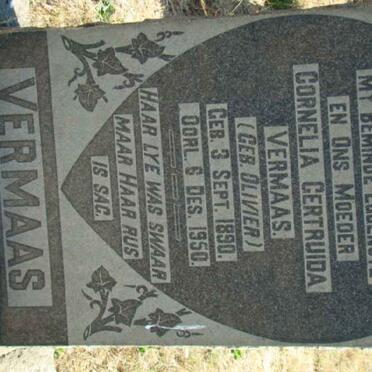 MY BEMINDE
EN ONS MOEDER
CORNELIA GERTRUIDA
VERMAAS.
(GEB. OLIVIER)
GEB. 3 SEPT. 1890.
OORL. 6 DES. 1950.
HAAR LYE WAS SWAAR
MAAR HAAR RUS
IS SAG.
VERMAAS